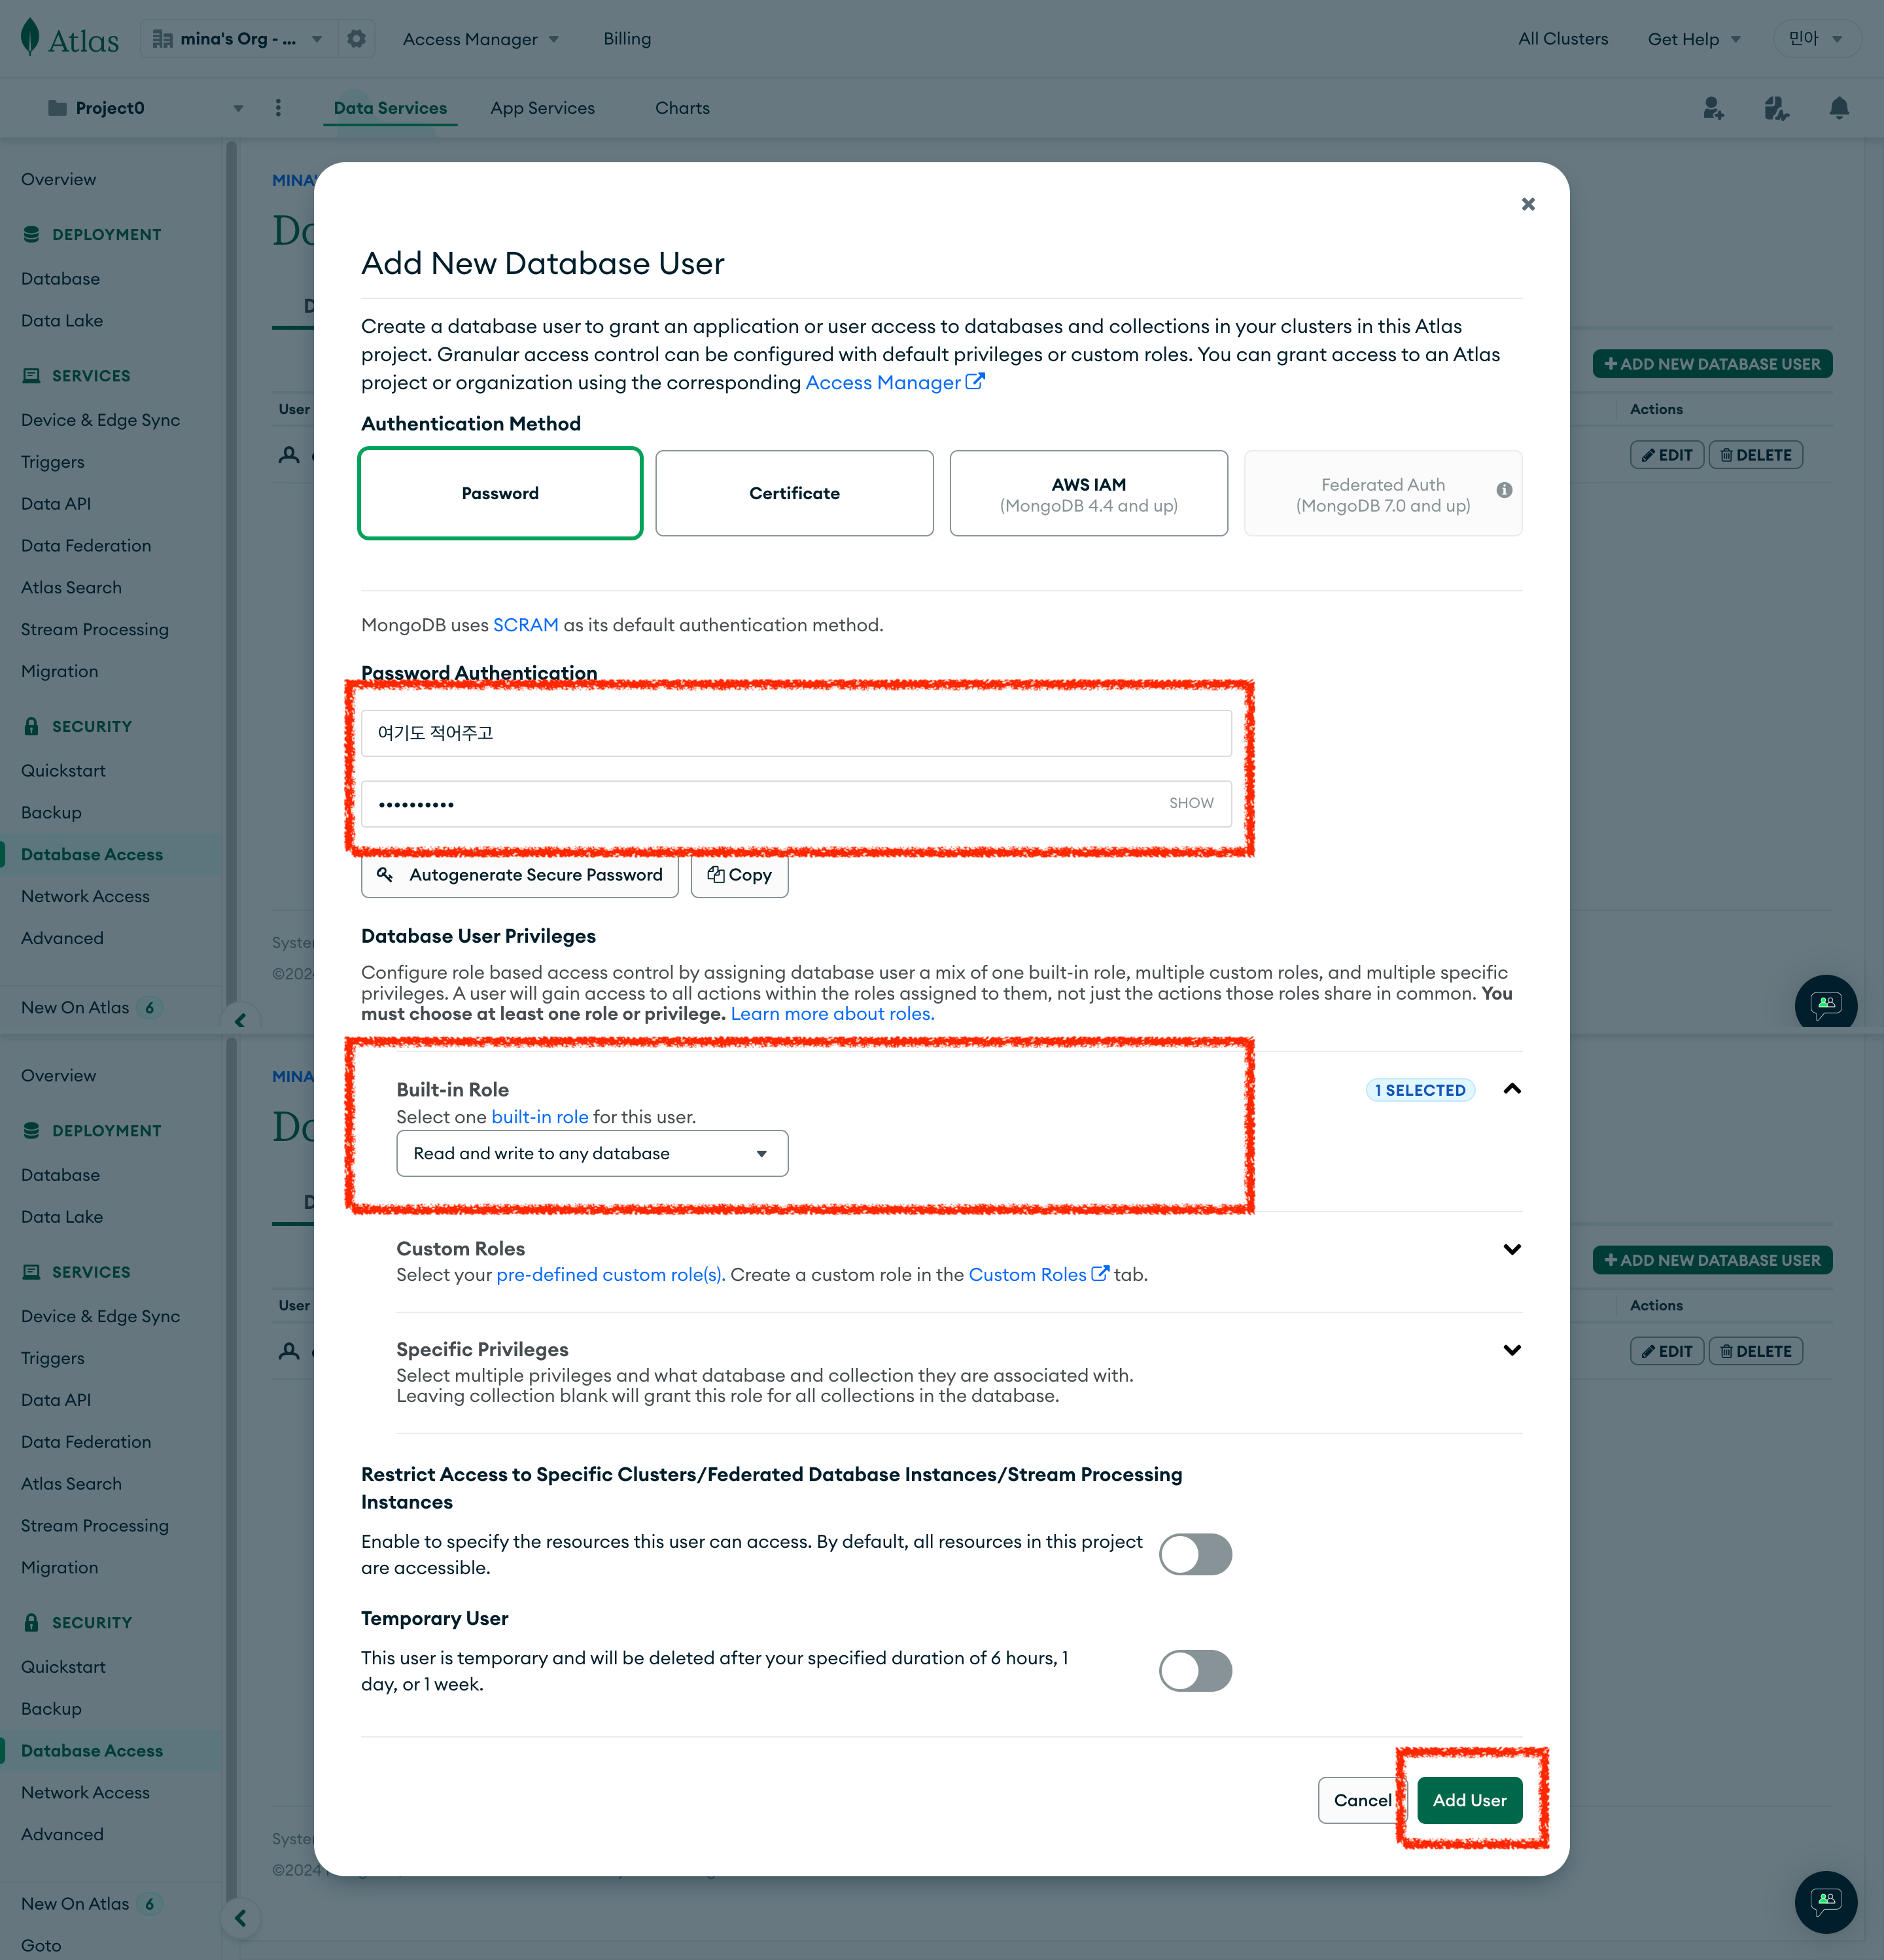 Atlas
mina's Org - ...
Access Manager
Billing
All Clusters
Get Help
민아
Project0
Data Services
App Services
Charts
Overview
DEPLOYMENT
Database
Data Lake
SERVICES
Device & Edge Sync
Triggers
Data API
Data Federation
Atlas Search
Stream Processing
Migration
SECURITY
Quickstart
Backup
Database Access
Network Access
Advanced
New On Atlas 6
MINA'
User
+ ADD NEW DATABASE USER
Actions
EDIT
DELETE
Add New Database User
Create a database user to grant an application or user access to databases and collections in your clusters in this Atlas
project. Granular access control can be configured with default privileges or custom roles. You can grant access to an Atlas
project or organization using the corresponding Access Manager
Authentication Method
Password
Certificate
AWS IAM
(MongoDB 4.4 and up)
Federated Auth
(MongoDB 7.0 and up)
MongoDB uses SCRAM as its default authentication method.
Password Authentication
여기도 적어주고
••••••••••
SHOW
Autogenerate Secure Password
Copy
Database User Privileges
Configure role based access control by assigning database user a mix of one built-in role, multiple custom roles, and multiple specific
privileges. A user will gain access to all actions within the roles assigned to them, not just the actions those roles share in common. You
must choose at least one role or privilege. Learn more about roles.
Built-in Role
1 SELECTED
Select one built-in role for this user.
Read and write to any database
Custom Roles
Select your pre-defined custom role(s). Create a custom role in the Custom Roles tab.
Specific Privileges
Select multiple privileges and what database and collection they are associated with.
Leaving collection blank will grant this role for all collections in the database.
Restrict Access to Specific Clusters/Federated Database Instances/Stream Processing
Instances
Enable to specify the resources this user can access. By default, all resources in this project
are accessible.
Temporary User
This user is temporary and will be deleted after your specified duration of 6 hours, 1
day, or 1 week.
Cancel
Add User
Overview
DEPLOYMENT
Database
Data Lake
SERVICES
Device & Edge Sync
Triggers
Data API
Data Federation
Atlas Search
Stream Processing
Migration
SECURITY
Quickstart
Backup
Database Access
Network Access
Advanced
New On Atlas 6
Goto
MINA
User
+ ADD NEW DATABASE USER
Actions
EDIT
DELETE
©2024